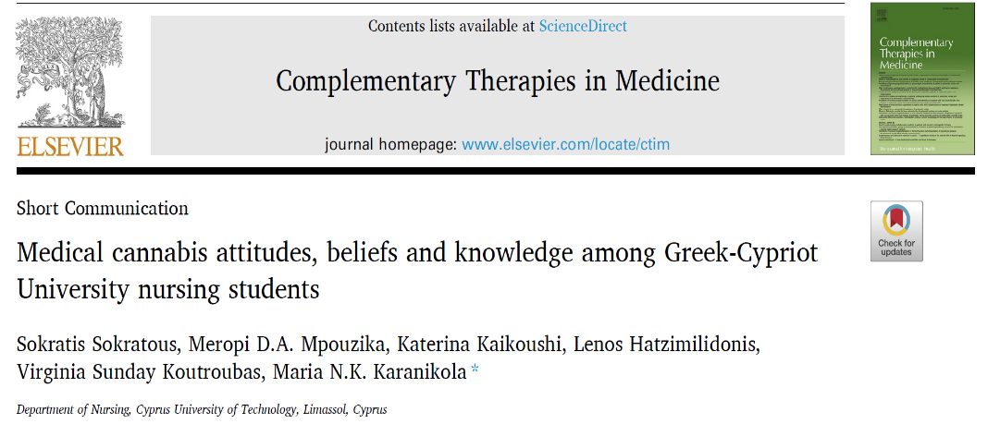 Contents lists available at ScienceDirect
Complementary Therapies in Medicine
journal homepage: www.elsevier.com/locate/ctim
ELSEVIER
Complementary
Therapies in
Medicine
Short Communication
Check for
updates
Medical cannabis attitudes, beliefs and knowledge among Greek-Cypriot
University nursing students
Sokratis Sokratous, Meropi D.A. Mpouzika, Katerina Kaikoushi, Lenos Hatzimilidonis,
Virginia Sunday Koutroubas, Maria N.K. Karanikola *
Department of Nursing, Cyprus University of Technology, Limassol, Cyprus